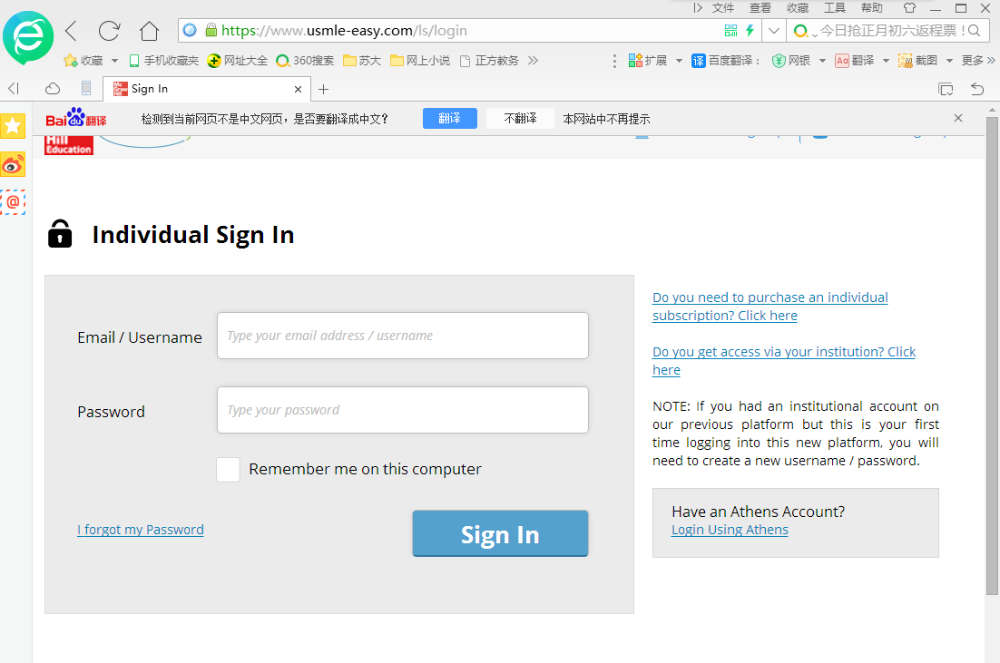 文件 查看 收藏 工具 帮助
https://www.usmle-easy.com/ls/login
今日抢正月初六返程票！
收藏 手机收藏夹 网址大全 360搜索 苏大 网上小说 正方教务 »
扩展 百度翻译： 网银 Aa 翻译 截图 更多 »
Sign In
Bai du 翻译 检测到当前网页不是中文网页，是否要翻译成中文？ 翻译 不翻译 本网站中不再提示
Hill
Education
@
Individual Sign In
Email / Username
Type your email address / username
Password
Type your password
Remember me on this computer
I forgot my Password
Sign In
Do you need to purchase an individual
subscription? Click here
Do you get access via your institution? Click
here
NOTE: If you had an institutional account on
our previous platform but this is your first
time logging into this new platform, you will
need to create a new username / password.
Have an Athens Account?
Login Using Athens